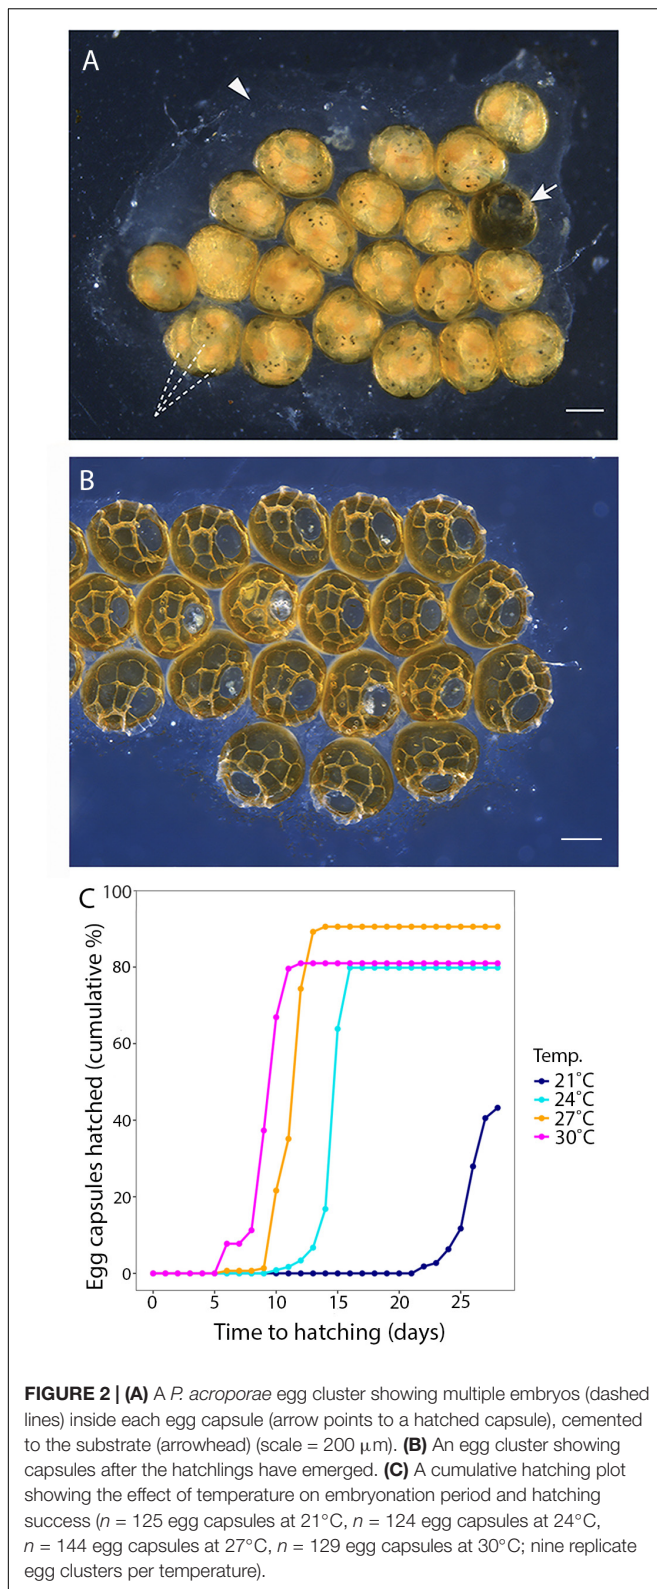 A
B
C
100
80
60
40
20
0
Egg capsules hatched (cumulative %)
0 5 10 15 20 25
Time to hatching (days)
Temp.
21°C
24°C
27°C
30°C
FIGURE 2 | (A) A P. acroporae egg cluster showing multiple embryos (dashed
lines) inside each egg capsule (arrow points to a hatched capsule), cemented
to the substrate (arrowhead) (scale = 200 μm). (B) An egg cluster showing
capsules after the hatchlings have emerged. (C) A cumulative hatching plot
showing the effect of temperature on embryonation period and hatching
success (n = 125 egg capsules at 21°C, n = 124 egg capsules at 24°C,
n = 144 egg capsules at 27°C, n = 129 egg capsules at 30°C; nine replicate
egg clusters per temperature).